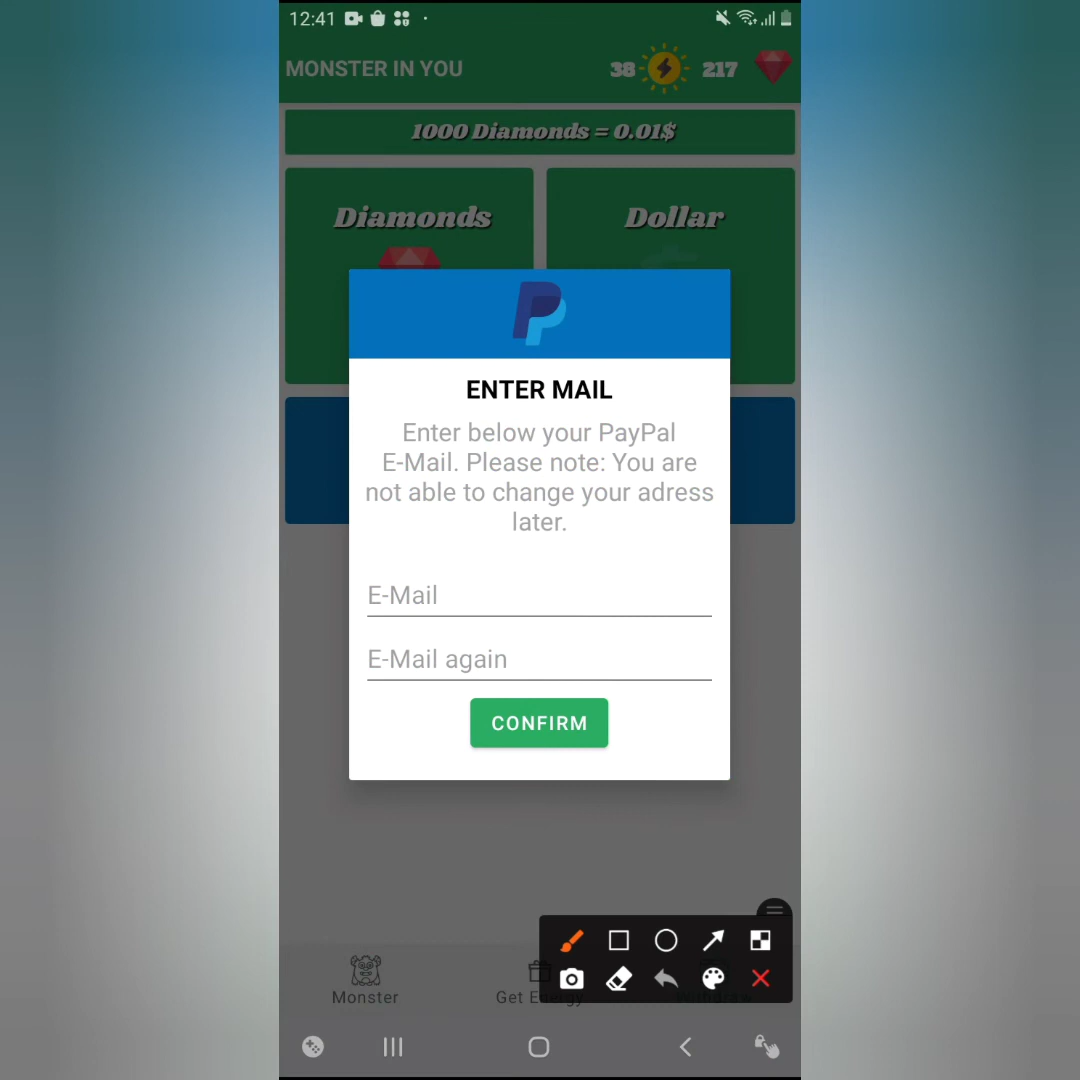 12:41
MONSTER IN YOU
38
217
1000 Diamonds = 0.01$
Diamonds
Dollar
ENTER MAIL
Enter below your PayPal
E-Mail. Please note: You are
not able to change your adress
later.
E-Mail
E-Mail again
CONFIRM
Monster
Get Energy
Withdraw